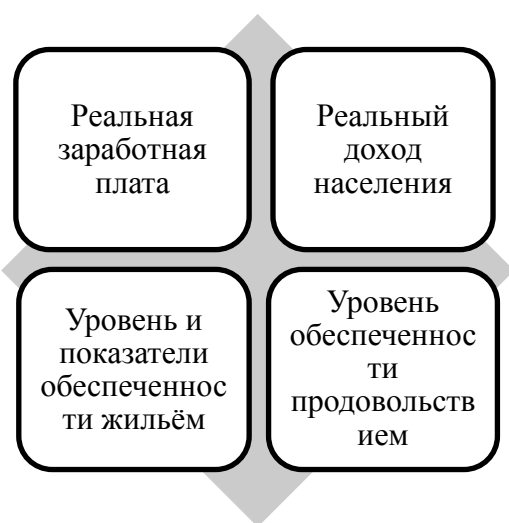 Реальная
заработная
плата
Реальный
доход
населения
Уровень и
показатели
обеспеченнос
ти жильём
Уровень
обеспеченнос
ти
продовольств
ием